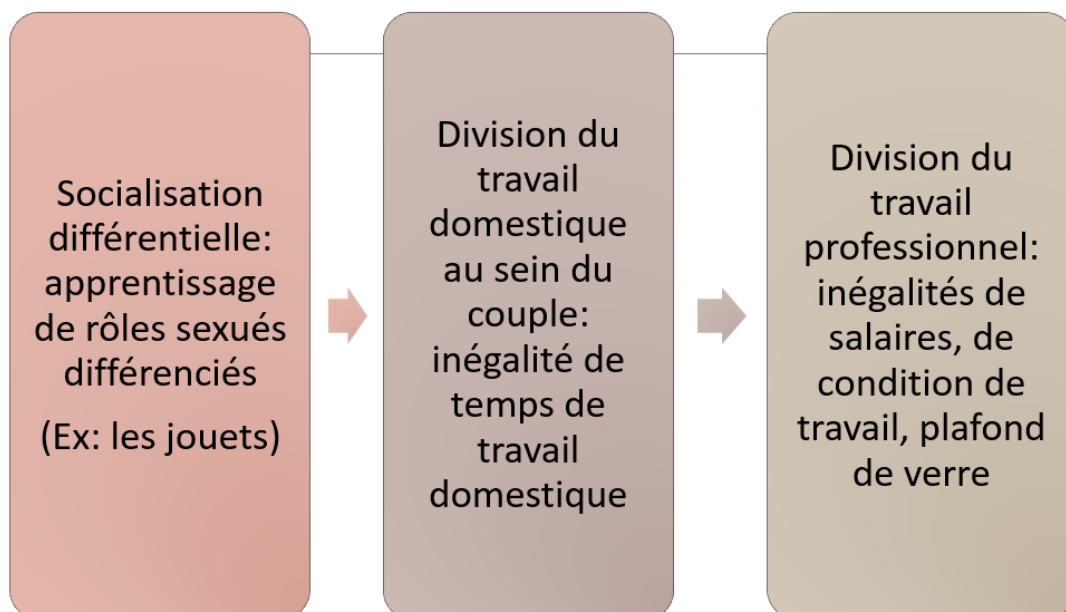 Socialisation
différentielle:
apprentissage
de rôles sexués
différenciés
(Ex: les jouets)
Division du
travail
domestique
au sein du
couple:
inégalité de
temps de
travail
domestique
Division du
travail
professionnel:
inégalités de
salaires, de
condition de
travail, plafond
de verre